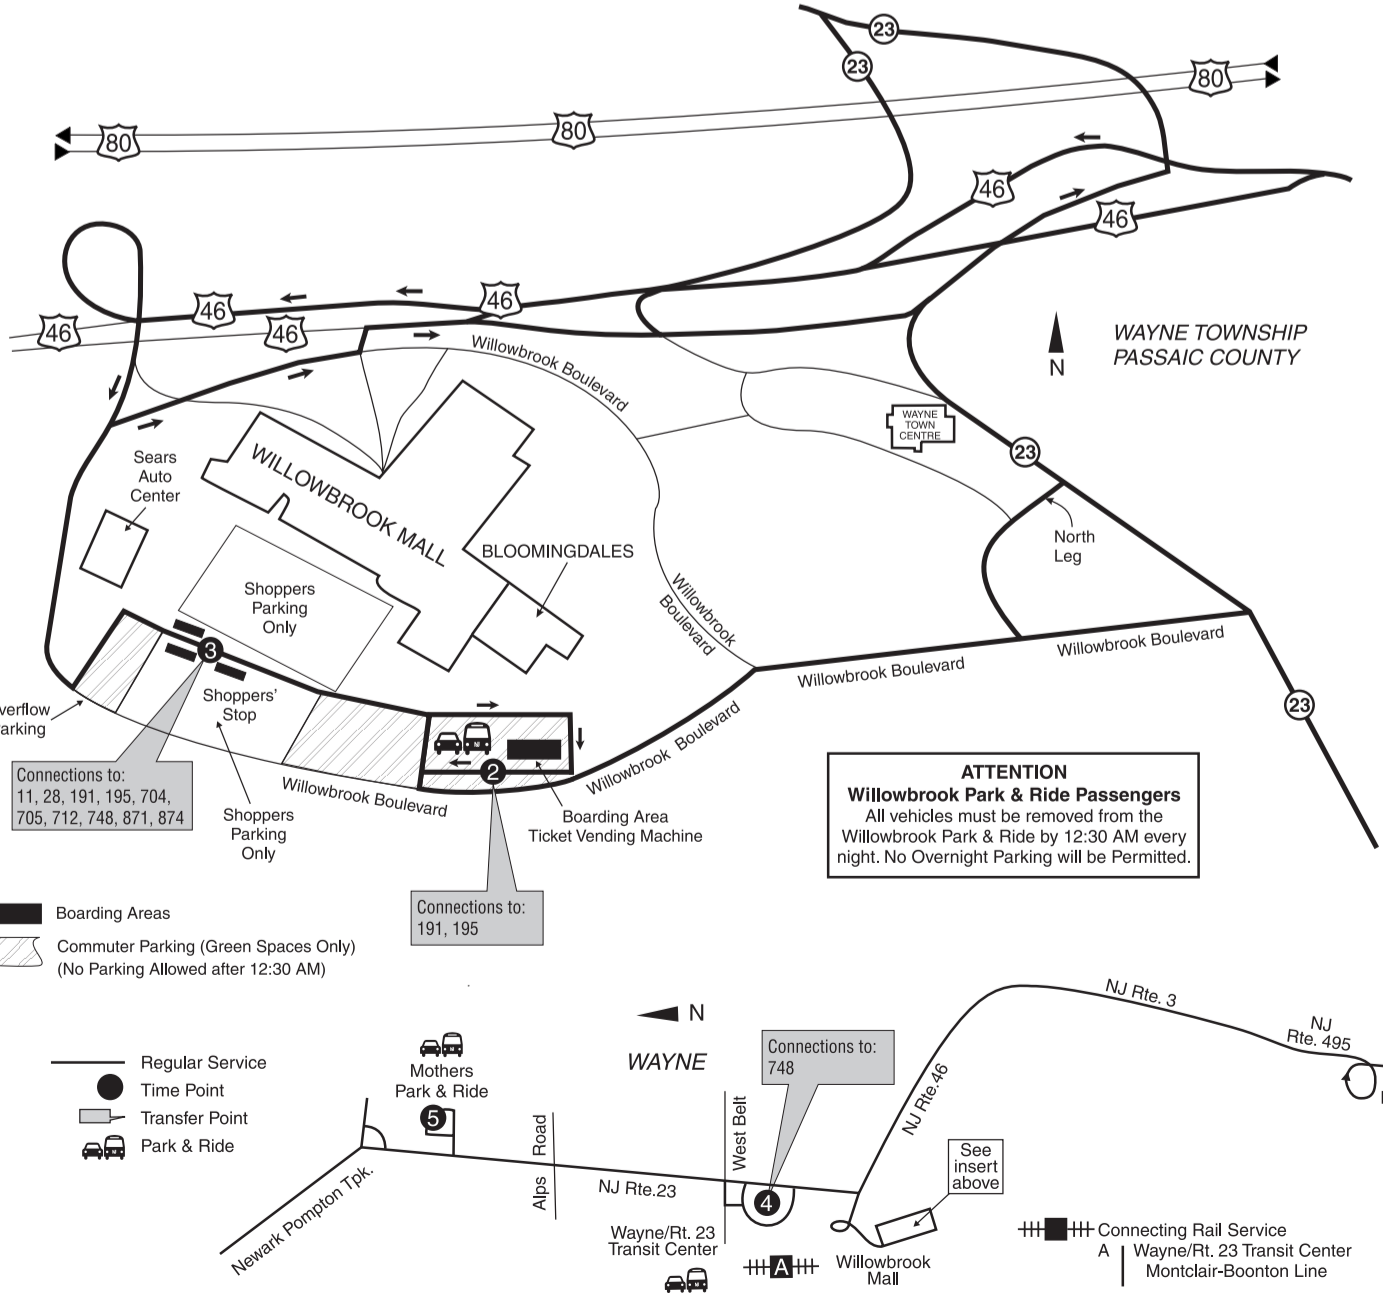 23
23
80
80
80
46
46
46
46
46
46
WAYNE TOWNSHIP
PASSAIC COUNTY
N
Willowbrook Boulevard
WAYNE
TOWN
CENTRE
23
North
Leg
Sears
Auto
Center
WILLOWBROOK MALL
BLOOMINGDALES
Shoppers
Parking
Only
Willowbrook
Boulevard
Willowbrook Boulevard
Willowbrook Boulevard
23
3
Shoppers'
Stop
Parking
Connections to:
11, 28, 191, 195, 704,
705, 712, 748, 871, 874
Shoppers
Parking
Only
Willowbrook Boulevard
2
Willowbrook Boulevard
Boarding Area
Ticket Vending Machine
ATTENTION
Willowbrook Park & Ride Passengers
All vehicles must be removed from the
Willowbrook Park & Ride by 12:30 AM every
night. No Overnight Parking will be Permitted.
Connections to:
191, 195
Boarding Areas
Commuter Parking (Green Spaces Only)
(No Parking Allowed after 12:30 AM)
Regular Service
Time Point
Transfer Point
Park & Ride
N
WAYNE
Mothers
Park & Ride
5
Newark Pompton Tpk.
Alps Road
NJ Rte.23
West Belt
Connections to:
748
4
Wayne/Rt. 23
Transit Center
A
NJ Rte.46
NJ Rte. 3
NJ
Rte. 495
See
insert
above
Willowbrook
Mall
Connecting Rail Service
A Wayne/Rt. 23 Transit Center
Montclair-Boonton Line